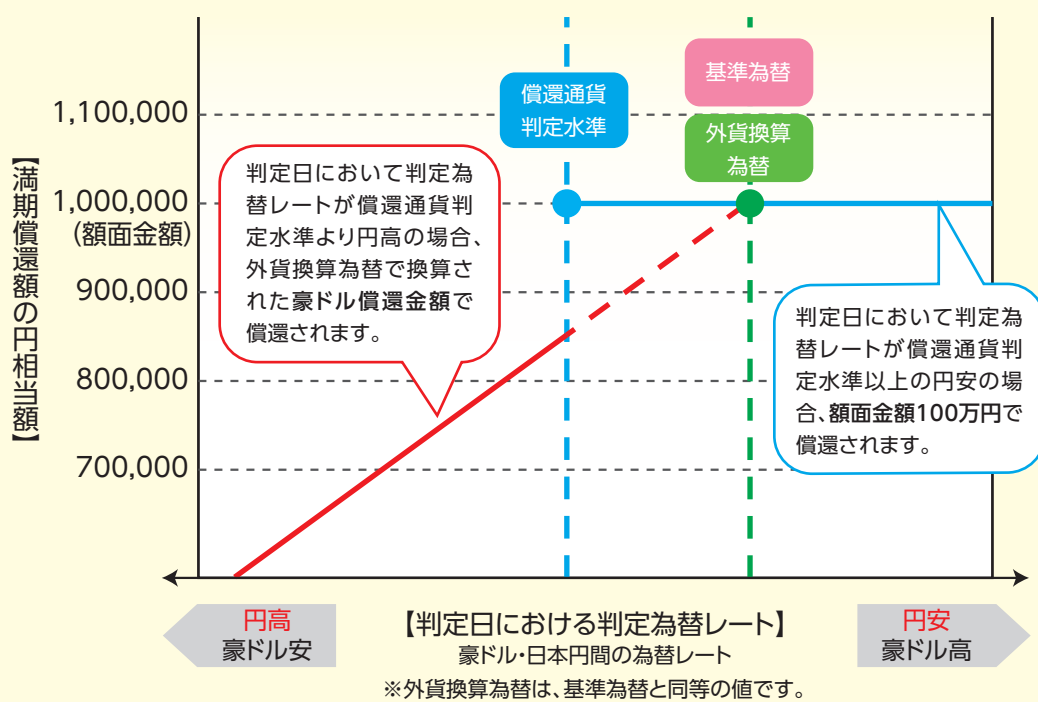 【満期償還額の円相当額】
1,100,000
1,000,000
(額面金額)
900,000
800,000
700,000
償還通貨
判定水準
基準為替
外貨換算
為替
判定日において判定為
替レートが償還通貨判
定水準より円高の場合、
外貨換算為替で換算さ
れた豪ドル償還金額で
償還されます。
判定日において判定為
替レートが償還通貨判
定水準以上の円安の場
合、額面金額100万円で
償還されます。
円高
豪ドル安
【判定日における判定為替レート】
豪ドル・日本円間の為替レート
円安
豪ドル高
※外貨換算為替は、基準為替と同等の値です。